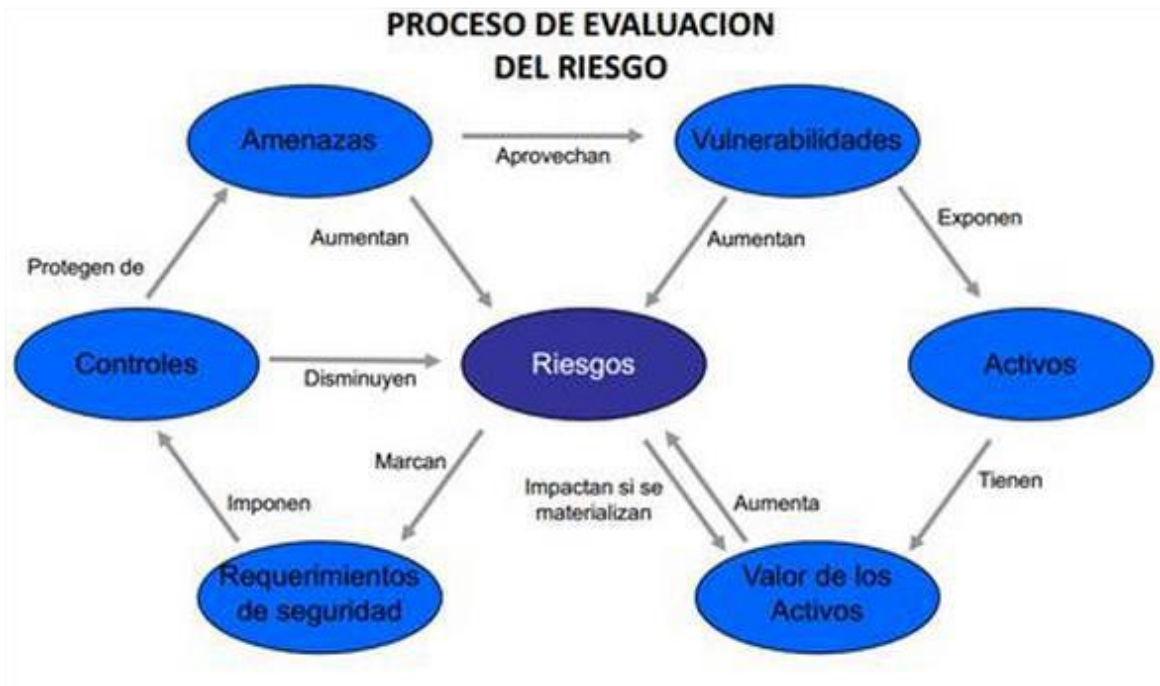 PROCESO DE EVALUACION
DEL RIESGO
Amenazas
Aprovechan
Vulnerabilidades
Aumentan
Aumentan
Exponen
Protegen de
Controles
Disminuyen
Riesgos
Activos
Marcan
Impactan si se
materializan
Aumenta
Tienen
Imponen
Requerimientos
de seguridad
Valor de los
Activos